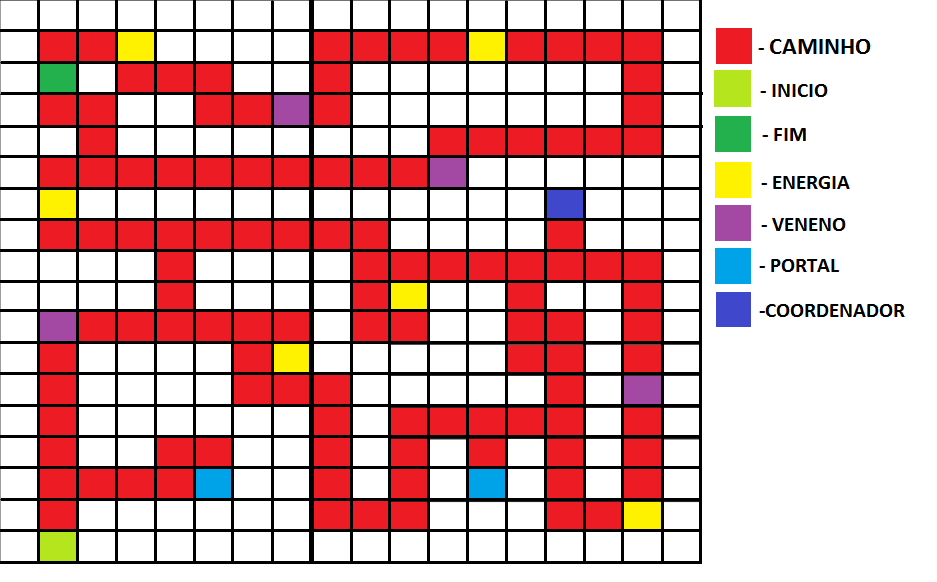 - CAMINHO
- INICIO
- FIM
- ENERGIA
- VENENO
- PORTAL
-COORDENADOR